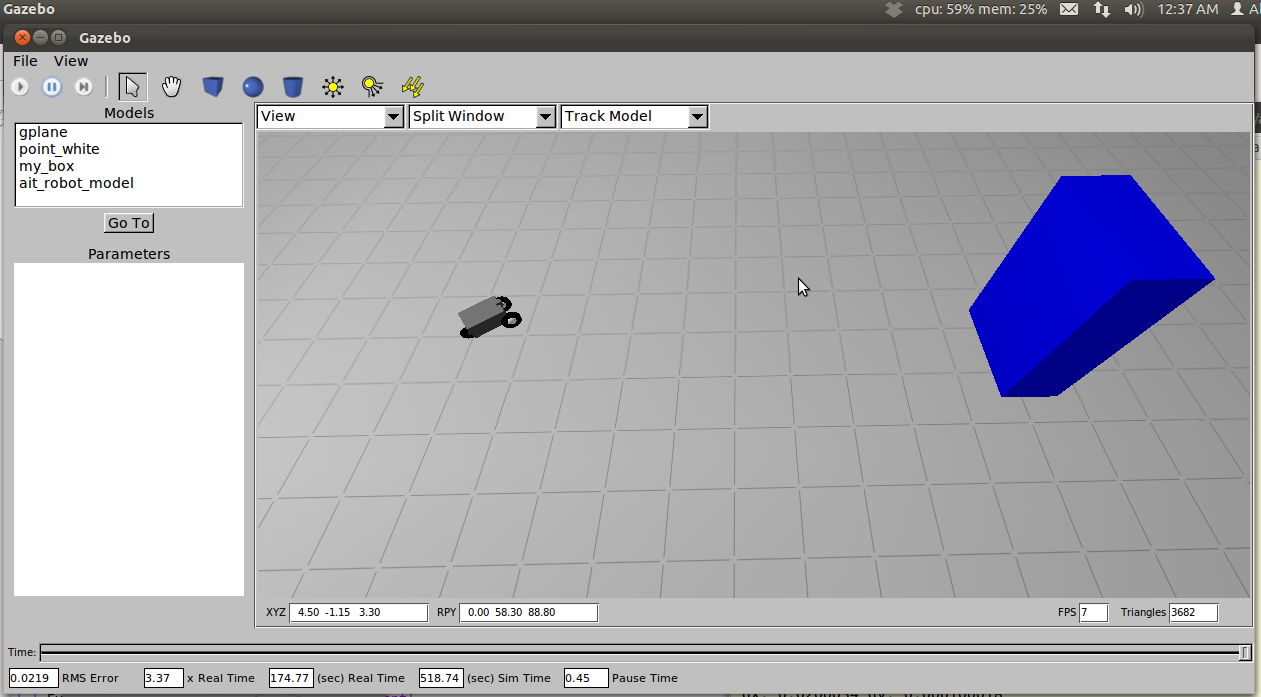 Gazebo
cpu: 59% mem: 25%
12:37 AM
Gazebo
File View
Models
gplane
point_white
my_box
ait_robot_model
Go To
Parameters
View
Split Window
Track Model
XYZ 4.50 -1.15 3.30 RPY 0.00 58.30 88.80 FPS 7 Triangles 3682
Time:
0.0219 RMS Error 3.37 x Real Time 174.77 (sec) Real Time 518.74 (sec) Sim Time 0.45 Pause Time